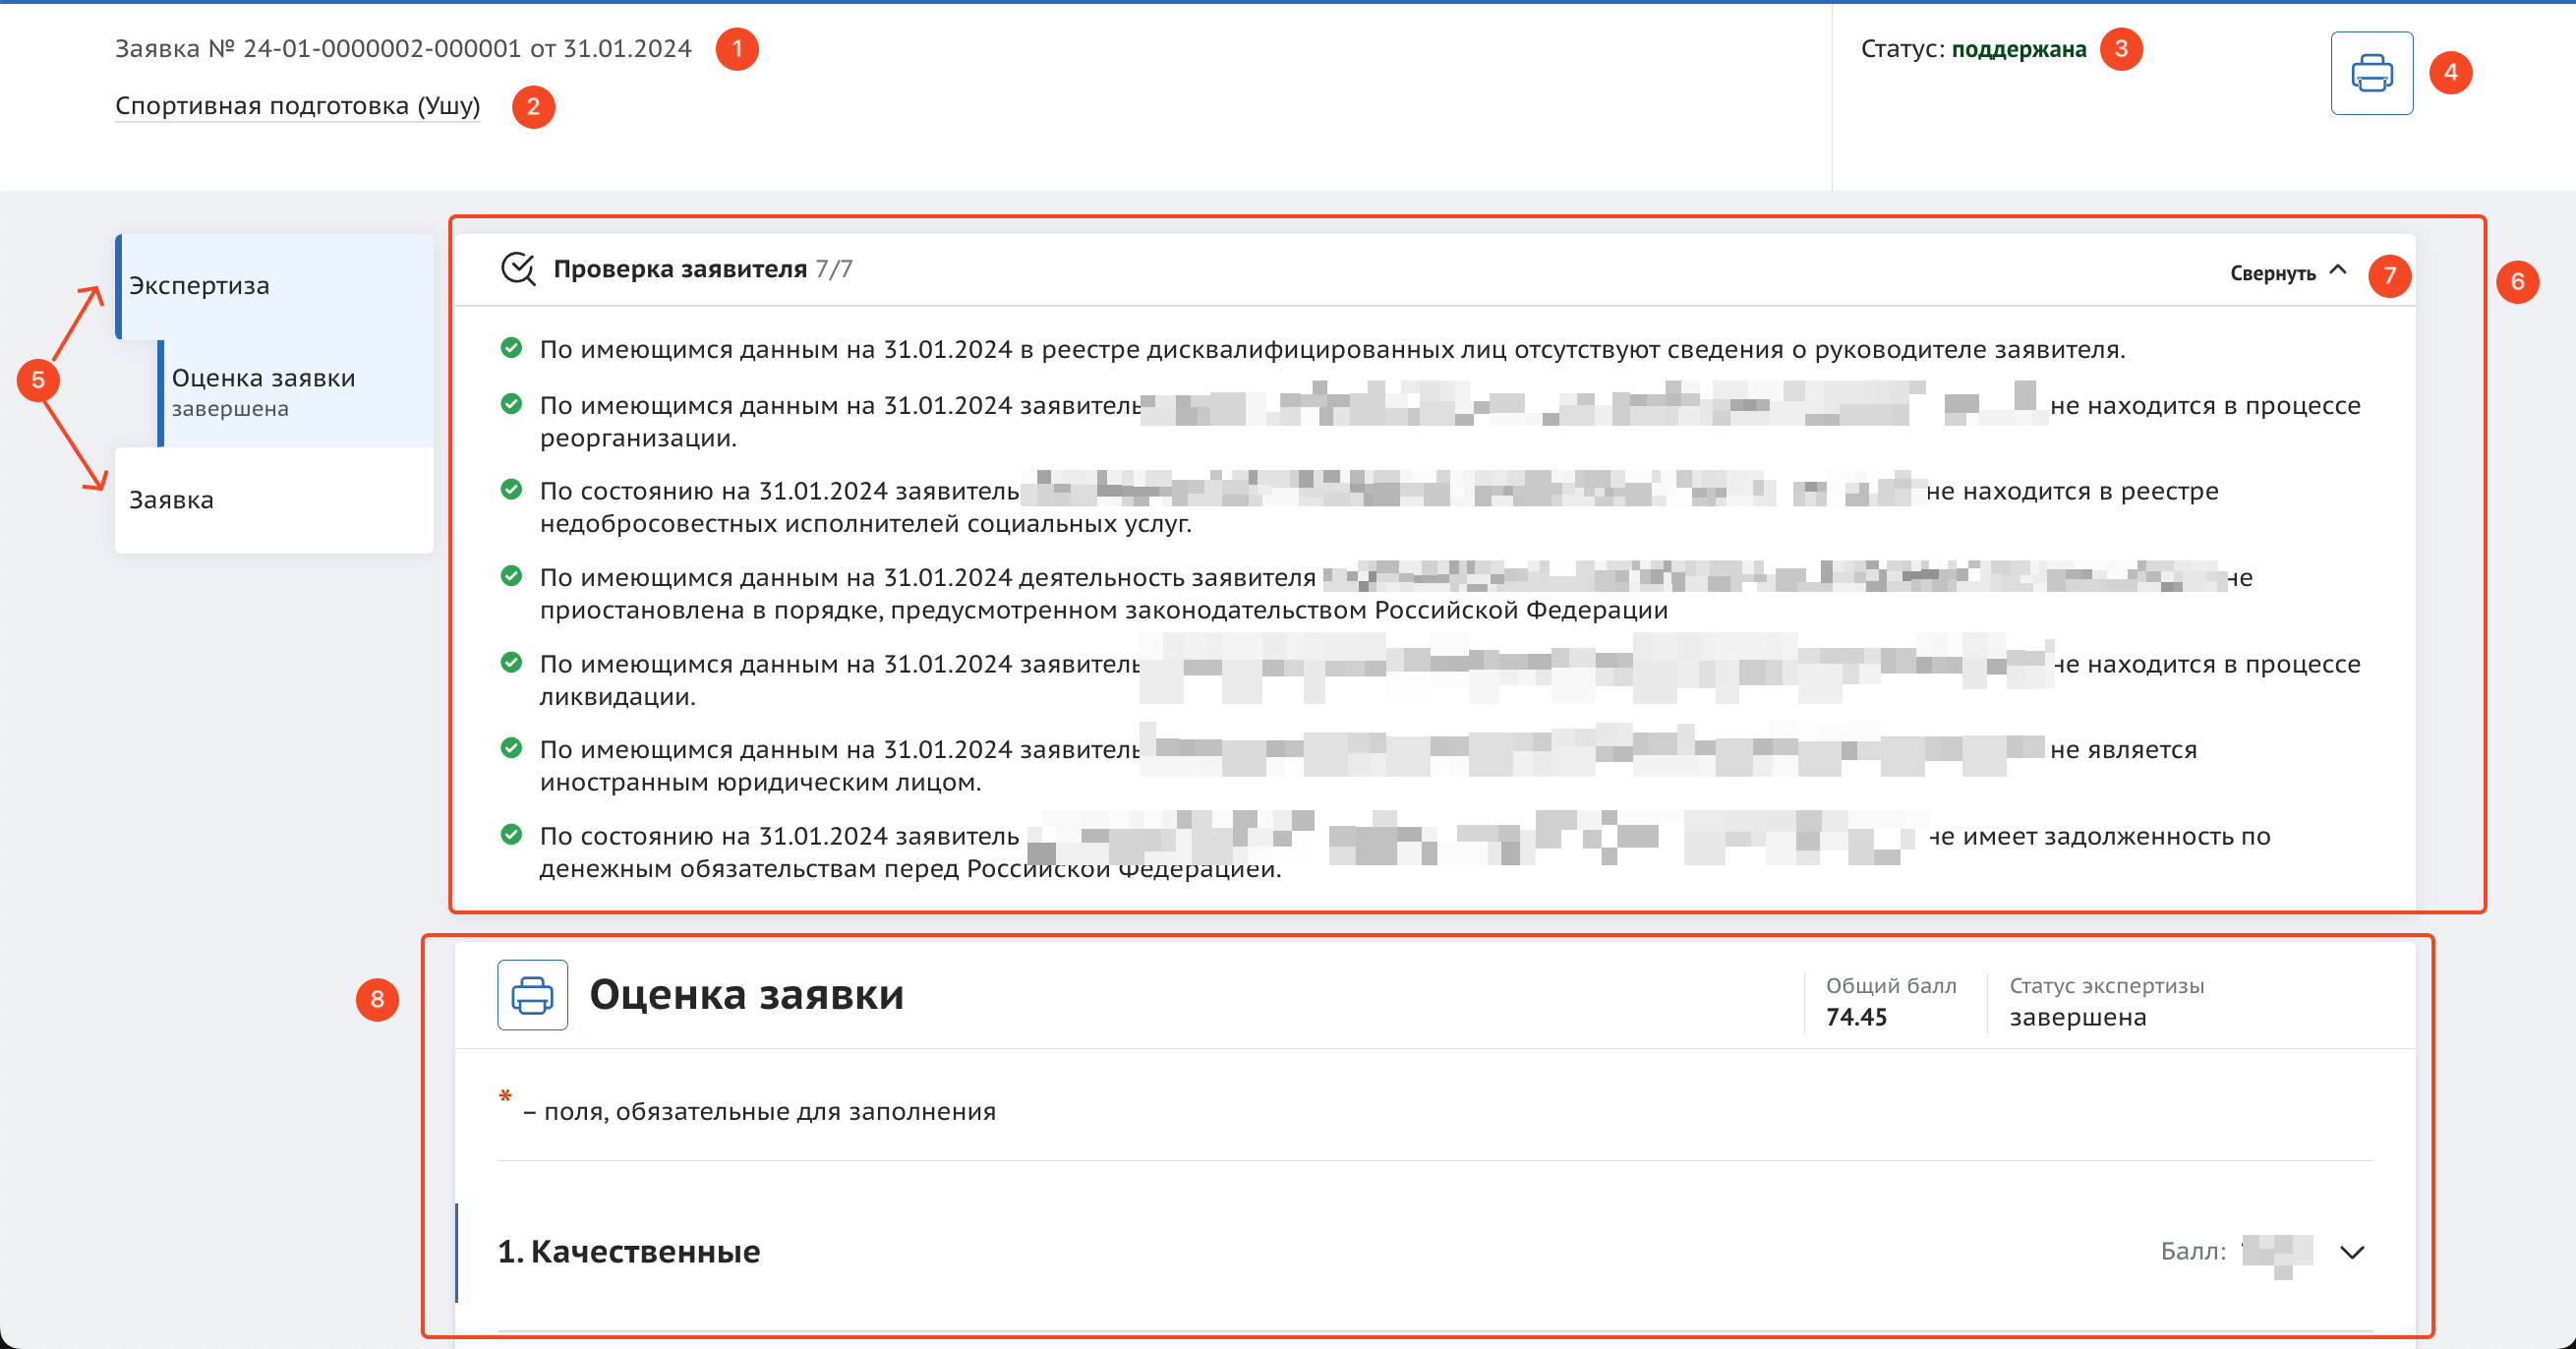 Заявка № 24-01-0000002-000001 от 31.01.2024
1
Спортивная подготовка (Ушу)
2
Статус: поддержана
3
4
5
Экспертиза
Оценка заявки
завершена
Заявка
Проверка заявителя 7/7
Свернуть
7
6
По имеющимся данным на 31.01.2024 в реестре дисквалифицированных лиц отсутствуют сведения о руководителе заявителя.
По имеющимся данным на 31.01.2024 заявитель не находится в процессе
реорганизации.
По состоянию на 31.01.2024 заявитель не находится в реестре
недобросовестных исполнителей социальных услуг.
По имеющимся данным на 31.01.2024 деятельность заявителя не
приостановлена в порядке, предусмотренном законодательством Российской Федерации
По имеющимся данным на 31.01.2024 заявитель не находится в процессе
ликвидации.
По имеющимся данным на 31.01.2024 заявитель не является
иностранным юридическим лицом.
По состоянию на 31.01.2024 заявитель не имеет задолженность по
денежным обязательствам перед Российской Федерацией.
8
Оценка заявки
Общий балл
74.45
Статус экспертизы
завершена
* – поля, обязательные для заполнения
1. Качественные
Балл: